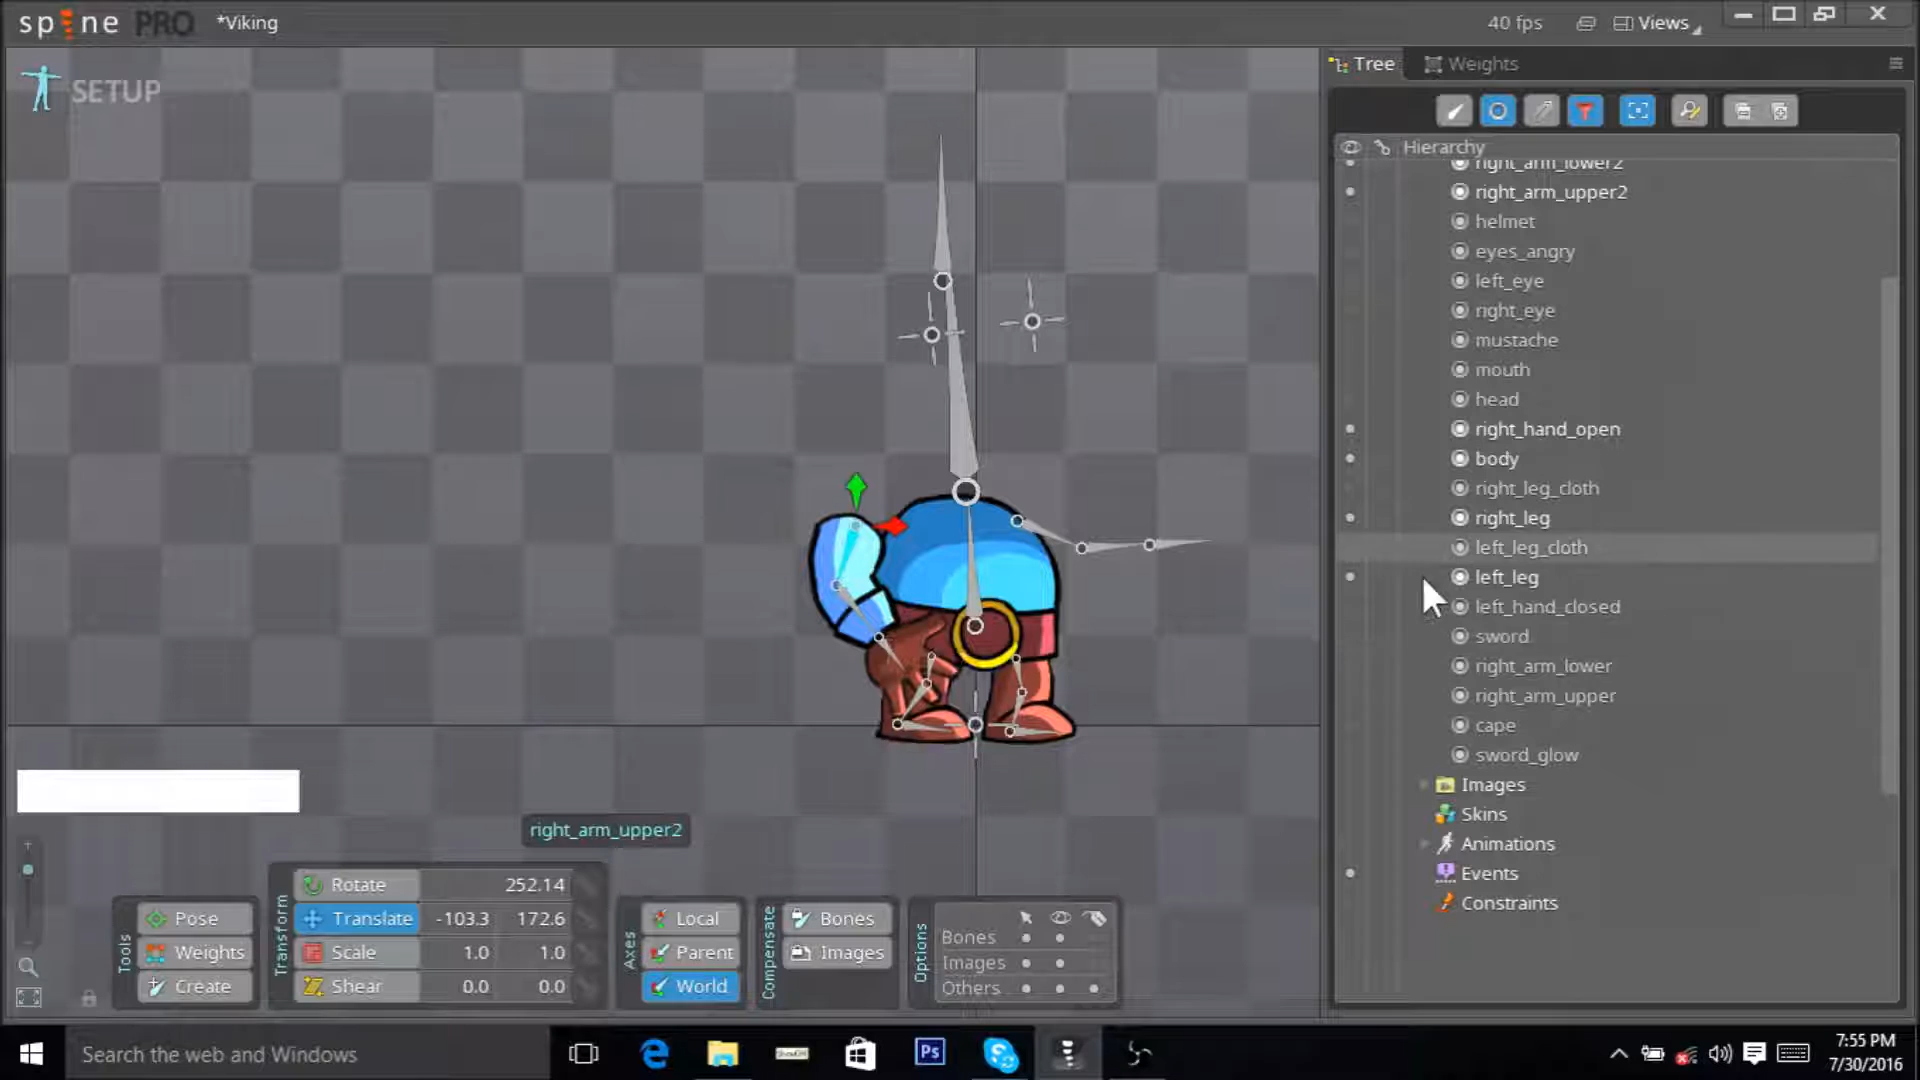 spine PRO *Viking 40 fps Views
SETUP
Tree Weights
Hierarchy
right_arm_lower2
right_arm_upper2
helmet
eyes_angry
left_eye
right_eye
mustache
mouth
head
right_hand_open
body
right_leg_cloth
right_leg
left_leg_cloth
left_leg
left_hand_closed
sword
right_arm_lower
right_arm_upper
cape
sword_glow
Images
Skins
Animations
Events
Constraints
right_arm_upper2
Tools
Pose
Weights
Create
Transform
Rotate 252.14
Translate -103.3 172.6
Scale 1.0 1.0
Shear 0.0 0.0
Axes
Local
Parent
World
Compensate
Bones
Images
Options
Bones
Images
Others
Search the web and Windows
Ps
7:55 PM
7/30/2016